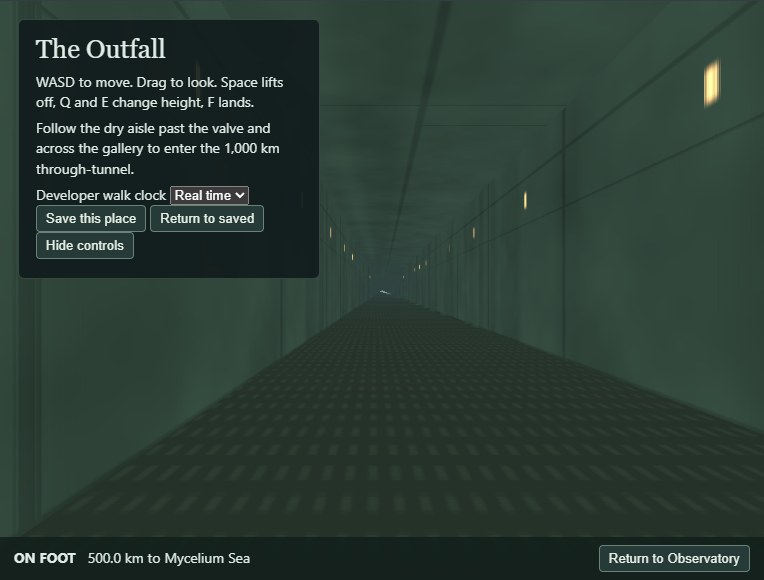 The Outfall
WASD to move. Drag to look. Space lifts
off, Q and E change height, F lands.
Follow the dry aisle past the valve and
across the gallery to enter the 1,000 km
through-tunnel.
Developer walk clock Real time
Save this place Return to saved
Hide controls
ON FOOT 500.0 km to Mycelium Sea Return to Observatory